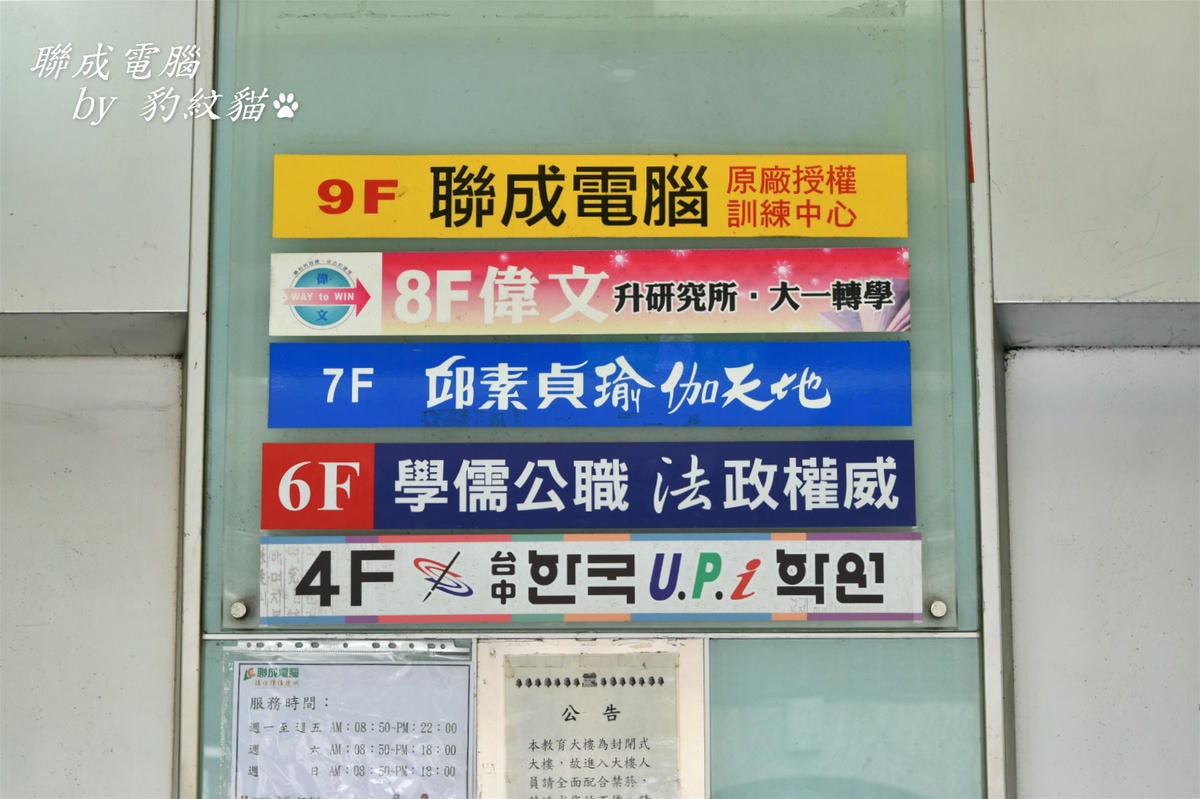 聯成電腦
by 豹紋貓
9F 聯成電腦 原廠授權
訓練中心
偉
WAY to WIN
文
8F 偉文 升研究所・大一轉學
7F 邱素貞瑜伽天地
6F 學儒公職 法政權威
4F 台中 한국 U.P.i 학원
聯成電腦
服務時間：
週一至週五 AM：08：50~PM：22：00
週 六 AM：08：50~PM：18：00
週 日 AM：08：50~PM：18：00
公告
本教育大樓為封閉式
大樓，故進入大樓人
員請全面配合禁菸，